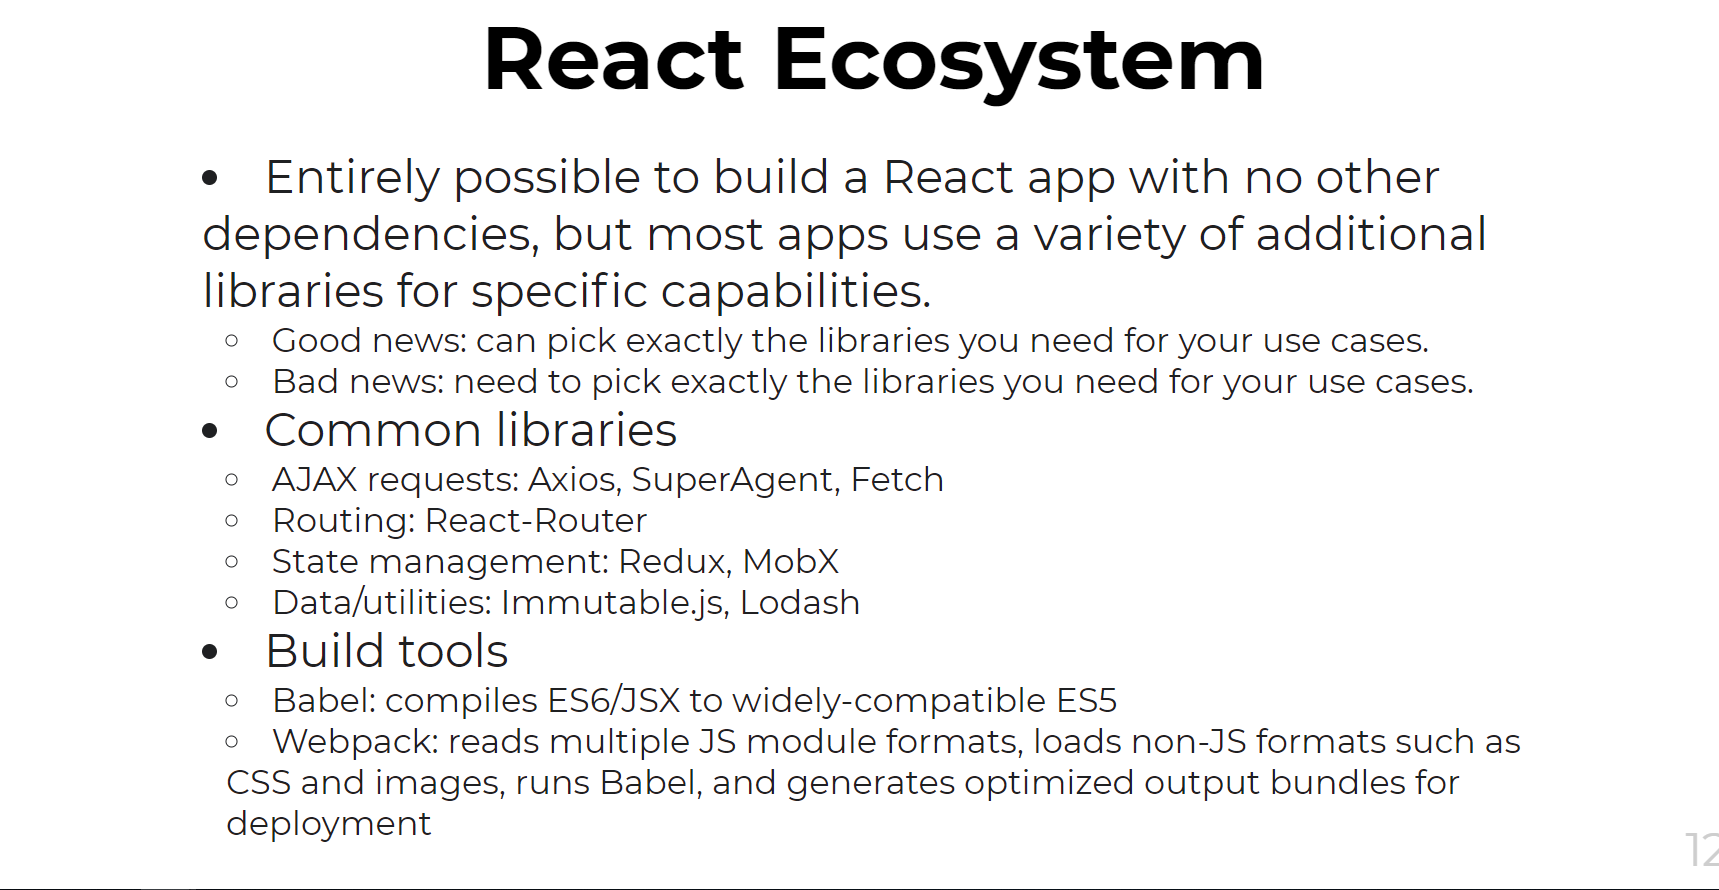 React Ecosystem
• Entirely possible to build a React app with no other
dependencies, but most apps use a variety of additional
libraries for specific capabilities.
○ Good news: can pick exactly the libraries you need for your use cases.
○ Bad news: need to pick exactly the libraries you need for your use cases.
• Common libraries
○ AJAX requests: Axios, SuperAgent, Fetch
○ Routing: React-Router
○ State management: Redux, MobX
○ Data/utilities: Immutable.js, Lodash
• Build tools
○ Babel: compiles ES6/JSX to widely-compatible ES5
○ Webpack: reads multiple JS module formats, loads non-JS formats such as
CSS and images, runs Babel, and generates optimized output bundles for
deployment
12